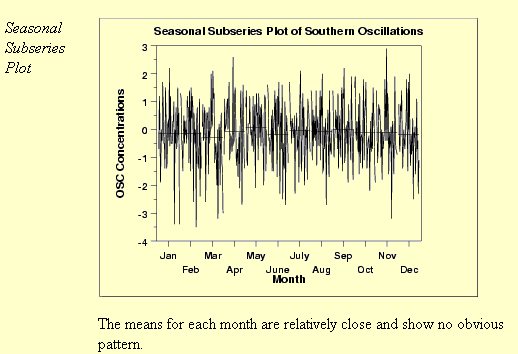 Seasonal
Subseries
Plot
Seasonal Subseries Plot of Southern Oscillations
OSC Concentrations
3
2
1
0
-1
-2
-3
-4
Jan
Feb
Mar
Apr
May
June
July
Aug
Sep
Oct
Nov
Dec
Month
The means for each month are relatively close and show no obvious
pattern.